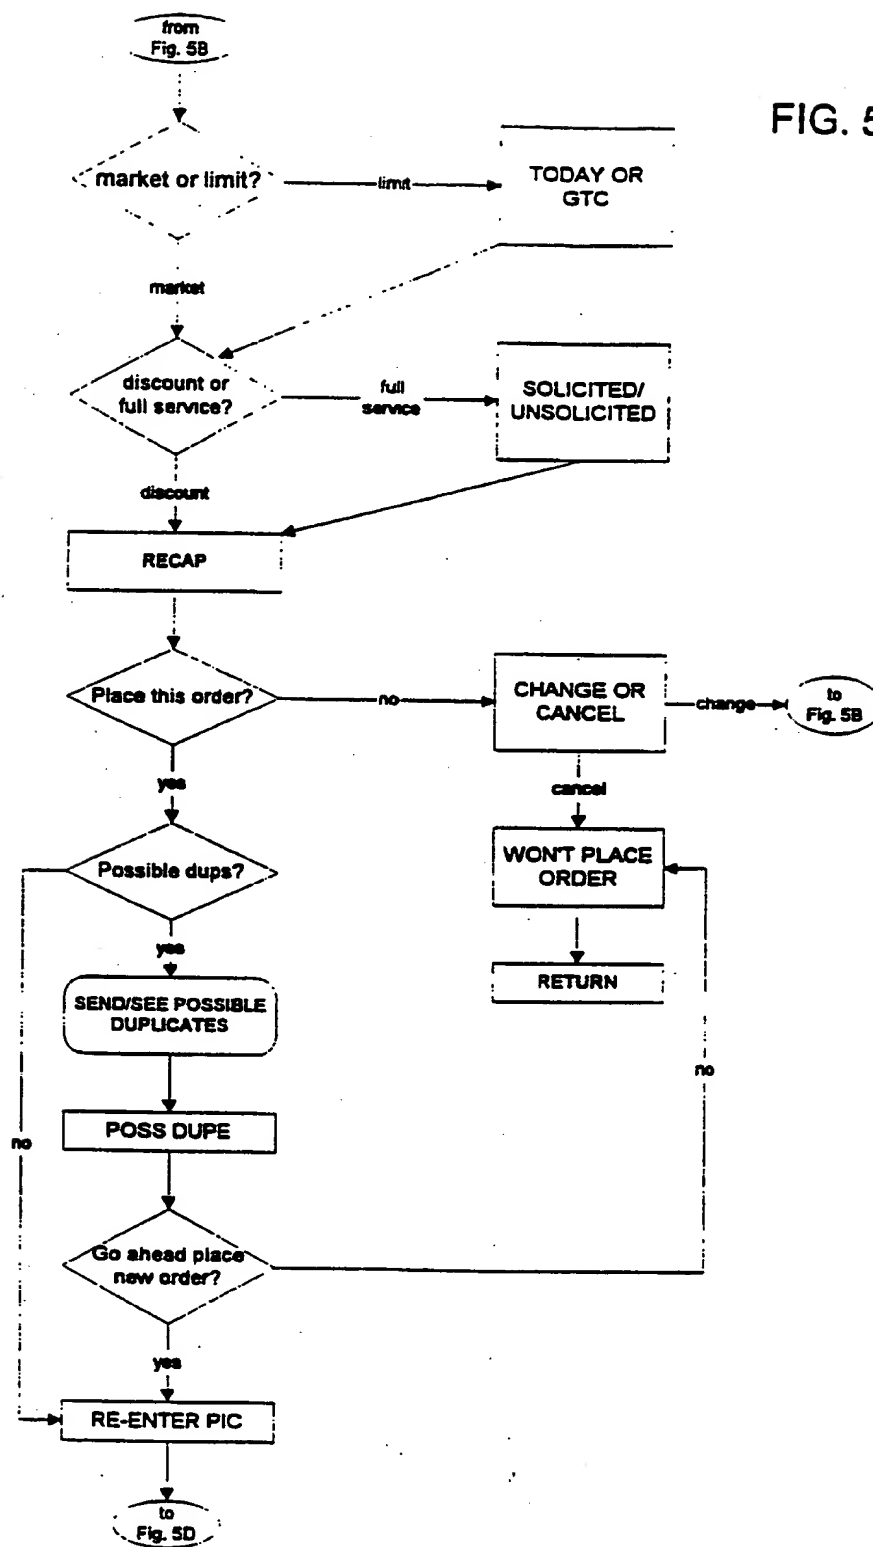 from
Fig. 5B
FIG. 5
market or limit?
limit
TODAY OR
GTC
market
discount or
full service?
full
service
SOLICITED/
UNSOLICITED
discount
RECAP
Place this order?
no
CHANGE OR
CANCEL
change
to
Fig. 5B
yes
cancel
Possible dups?
WON'T PLACE
ORDER
yes
SEND/SEE POSSIBLE
DUPLICATES
RETURN
no
POSS DUPE
no
Go ahead place
new order?
yes
RE-ENTER PIC
to
Fig. 5D